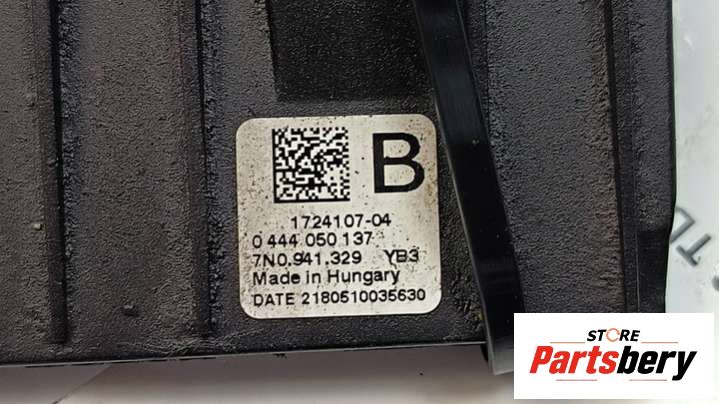 B
1724107-04
0 444 050 137
7N0.941.329 YB3
Made in Hungary
DATE 2180510035630
STORE
Partsbery